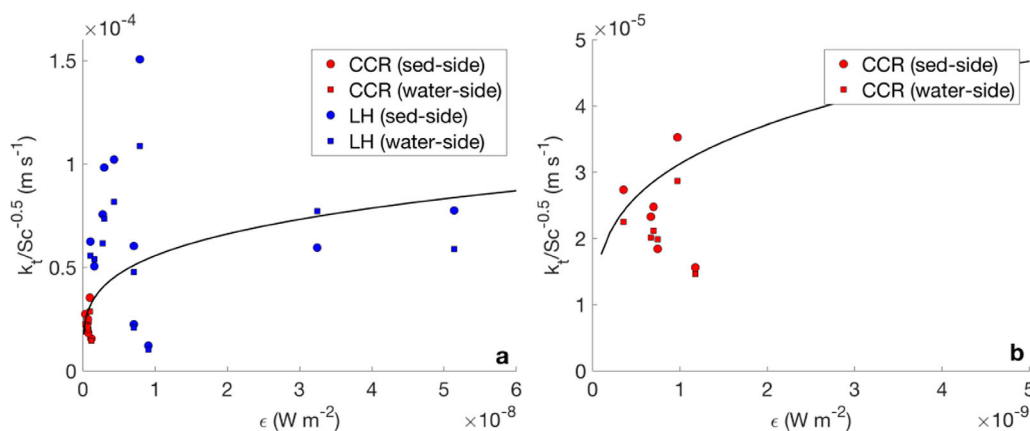 ×10⁻⁴
1.5
1
0.5
0
kₜ/Sc⁻⁰·⁵ (m s⁻¹)
CCR (sed-side)
CCR (water-side)
LH (sed-side)
LH (water-side)
a
0 1 2 3 4 5 6
ϵ (W m⁻²)
×10⁻⁸
×10⁻⁵
5
4
3
2
1
0
kₜ/Sc⁻⁰·⁵ (m s⁻¹)
CCR (sed-side)
CCR (water-side)
b
0 1 2 3 4 5
ϵ (W m⁻²)
×10⁻⁹